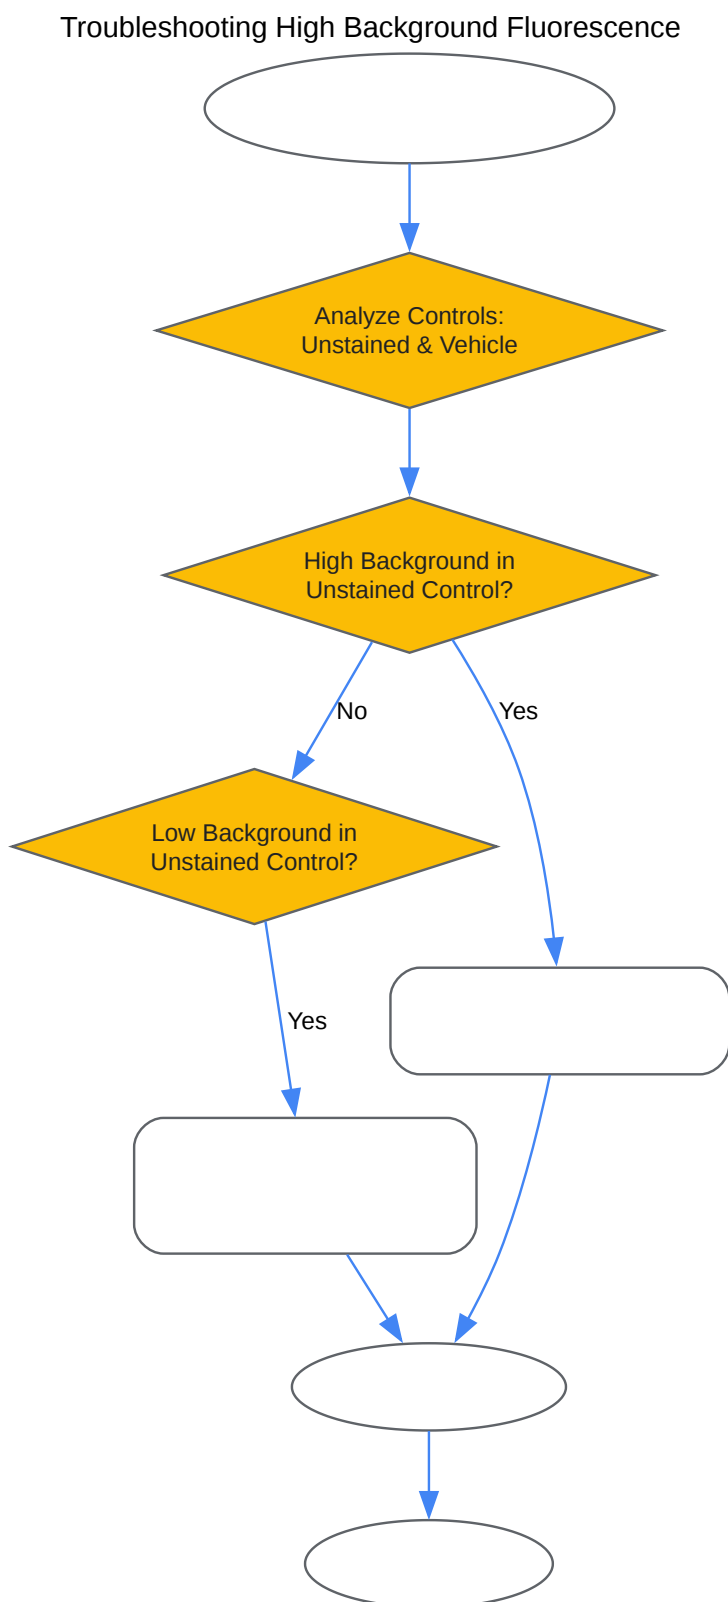 Troubleshooting High Background Fluorescence
Analyze Controls:
Unstained & Vehicle
High Background in
Unstained Control?
No
Yes
Low Background in
Unstained Control?
Yes